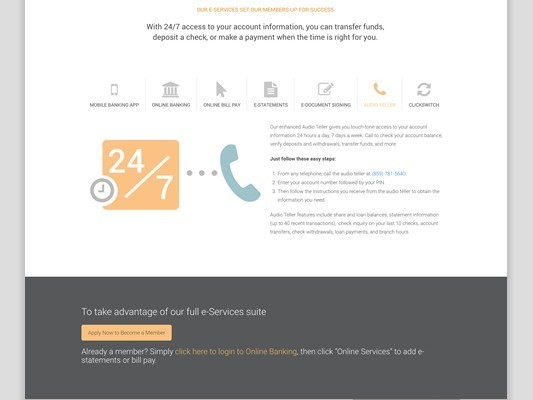 OUR E-SERVICES SET OUR MEMBERS UP FOR SUCCESS
With 24/7 access to your account information, you can transfer funds,
deposit a check, or make a payment when the time is right for you.
MOBILE BANKING APP ONLINE BANKING ONLINE BILL PAY E-STATEMENTS E-DOCUMENT SIGNING AUDIO TELLER CLICKSWITCH
24/7
Our enhanced Audio Teller gives you touch-tone access to your account
information 24 hours a day, 7 days a week. Call to check your account balance,
verify deposits and withdrawals, transfer funds, and more.
Just follow these easy steps:
1. From any telephone, call the audio teller at (859) 781-5640.
2. Enter your account number followed by your PIN.
3. Then follow the instructions you receive from the audio teller to obtain the
information you need.
Audio Teller features include share and loan balances, statement information
(up to 40 recent transactions), check inquiry on your last 10 checks, account
transfers, check withdrawals, loan payments, and branch hours.
To take advantage of our full e-Services suite
Apply Now to Become a Member
Already a member? Simply click here to login to Online Banking, then click "Online Services" to add e-
statements or bill pay.